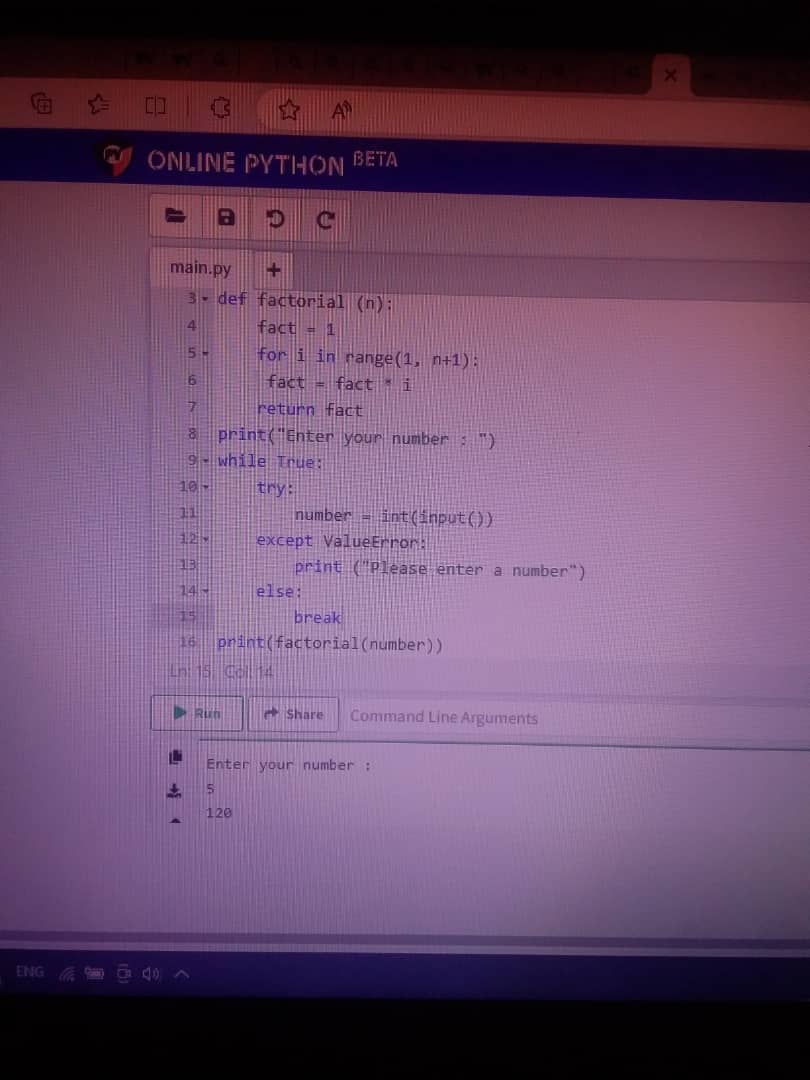 ONLINE PYTHON BETA
main.py +
3 def factorial (n):
4 fact = 1
5 for i in range(1, n+1):
6 fact = fact * i
7 return fact
8 print("Enter your number : ")
9 while True:
10 try:
11 number = int(input())
12 except ValueError:
13 print ("Please enter a number")
14 else:
15 break
16 print(factorial(number))
Ln: 15, Col: 14
Run Share Command Line Arguments
Enter your number :
5
120
ENG